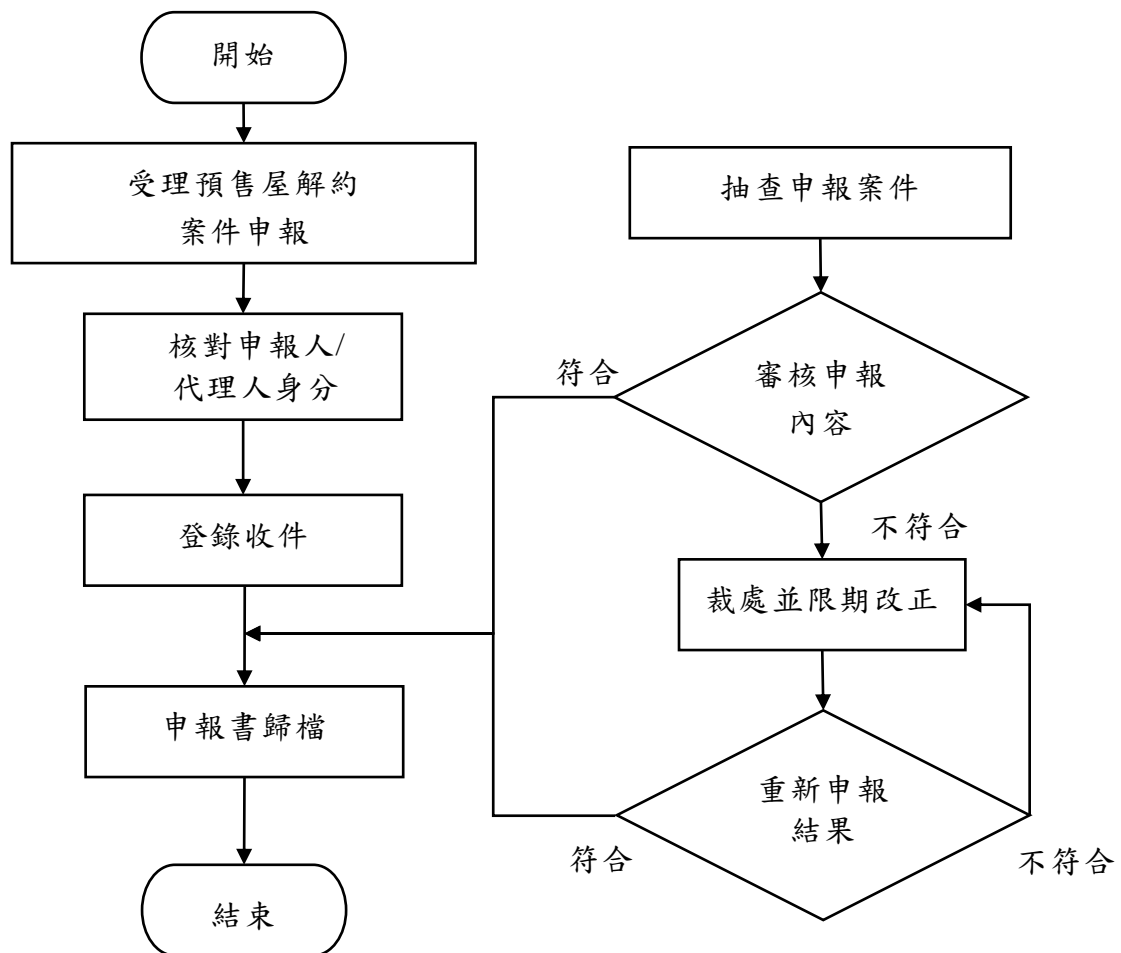 開始
受理預售屋解約
案件申報
核對申報人/
代理人身分
登錄收件
申報書歸檔
結束
抽查申報案件
審核申報
內容
符合
不符合
裁處並限期改正
重新申報
結果
符合
不符合